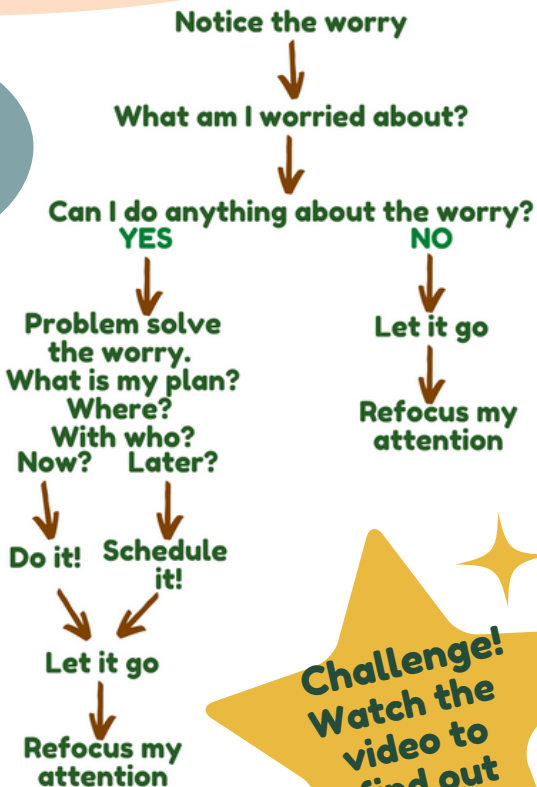 Notice the worry
What am I worried about?
Can I do anything about the worry?
YES
NO
Problem solve
the worry.
What is my plan?
Where?
With who?
Now? Later?
Do it!
Schedule
it!
Let it go
Refocus my
attention
Let it go
Refocus my
attention
Challenge!
Watch the
video to
find out